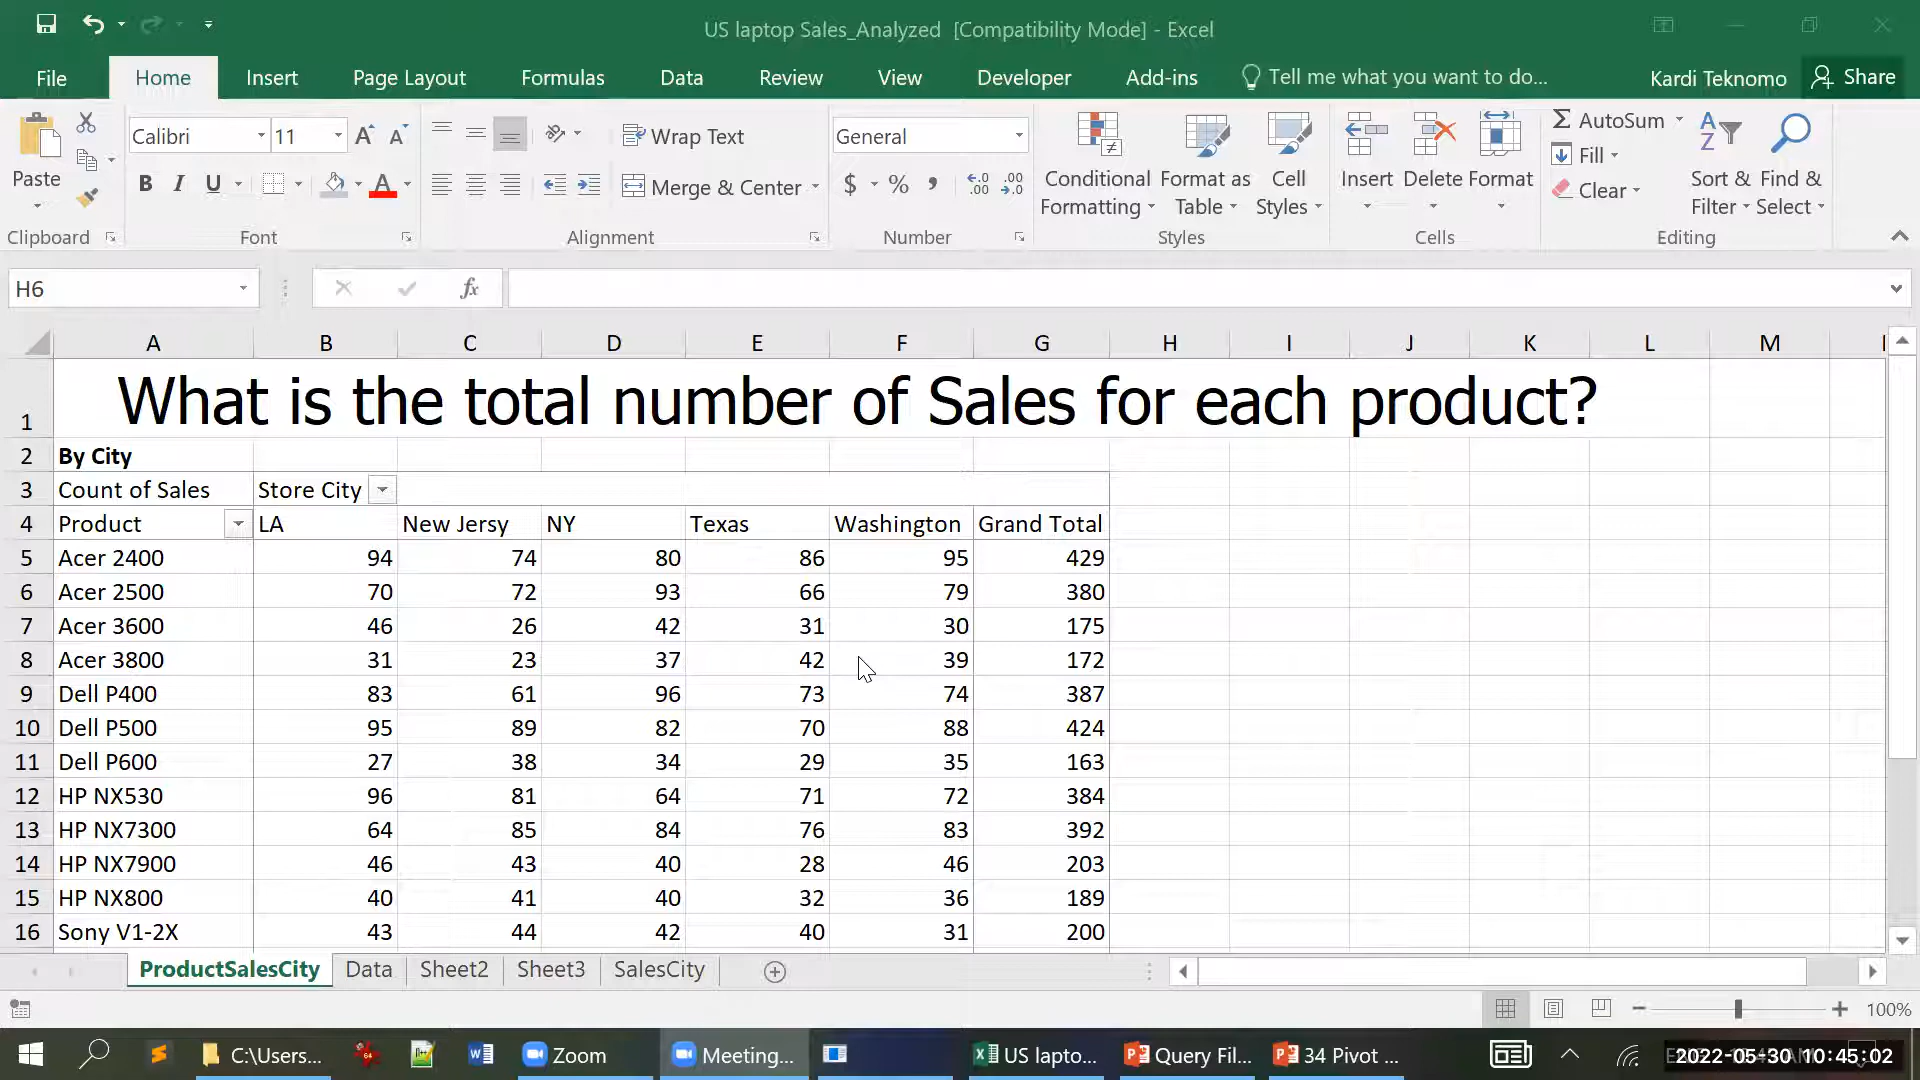 US laptop Sales_Analyzed [Compatibility Mode] - Excel
File Home Insert Page Layout Formulas Data Review View Developer Add-ins Tell me what you want to do... Kardi Teknomo Share
Paste
Calibri 11
B I U
Wrap Text
Merge & Center
General
$ % ,
Conditional Formatting
Format as Table
Cell Styles
Insert Delete Format
AutoSum
Fill
Clear
Sort & Filter
Find & Select
Clipboard Font Alignment Number Styles Cells Editing
H6 fx
A B C D E F G H I J K L M
1 What is the total number of Sales for each product?
2 By City
3 Count of Sales Store City
4 Product LA New Jersy NY Texas Washington Grand Total
5 Acer 2400 94 74 80 86 95 429
6 Acer 2500 70 72 93 66 79 380
7 Acer 3600 46 26 42 31 30 175
8 Acer 3800 31 23 37 42 39 172
9 Dell P400 83 61 96 73 74 387
10 Dell P500 95 89 82 70 88 424
11 Dell P600 27 38 34 29 35 163
12 HP NX530 96 81 64 71 72 384
13 HP NX7300 64 85 84 76 83 392
14 HP NX7900 46 43 40 28 46 203
15 HP NX800 40 41 40 32 36 189
16 Sony V1-2X 43 44 42 40 31 200
ProductSalesCity Data Sheet2 Sheet3 SalesCity
100%
C:\Users... Zoom Meeting... US lapto... Query Fil... 34 Pivot ... 2022-05-30 10:45:02